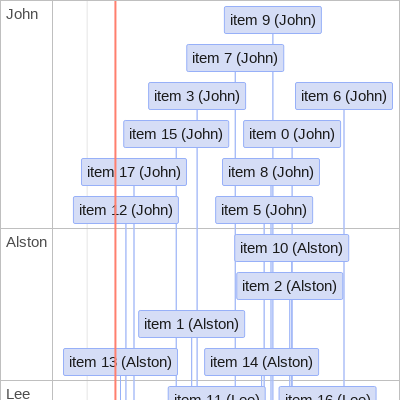 John
item 9 (John)
item 7 (John)
item 3 (John)
item 6 (John)
item 15 (John)
item 0 (John)
item 17 (John)
item 8 (John)
item 12 (John)
item 5 (John)
Alston
item 10 (Alston)
item 2 (Alston)
item 1 (Alston)
item 13 (Alston)
item 14 (Alston)
Lee
item 11 (Lee)
item 16 (Lee)